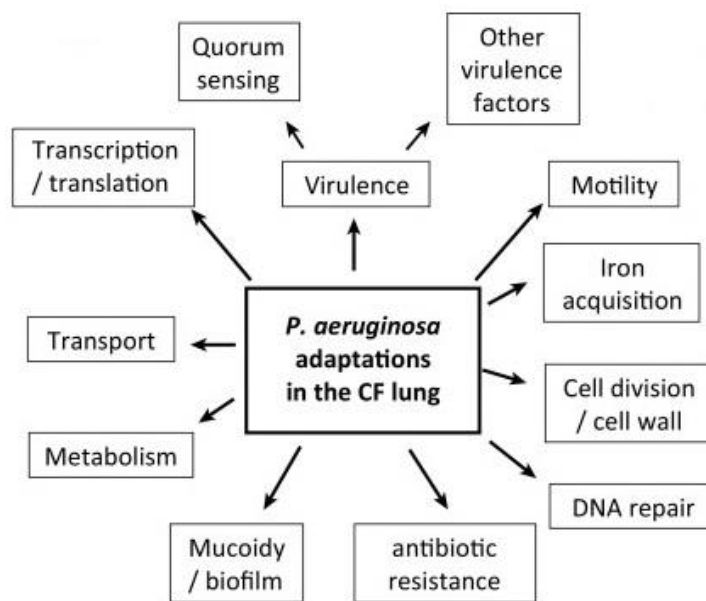 Quorum
sensing
Other
virulence
factors
Transcription
/ translation
Virulence
Motility
Iron
acquisition
P. aeruginosa
adaptations
in the CF lung
Transport
Cell division
/ cell wall
Metabolism
DNA repair
Mucoidy
/ biofilm
antibiotic
resistance